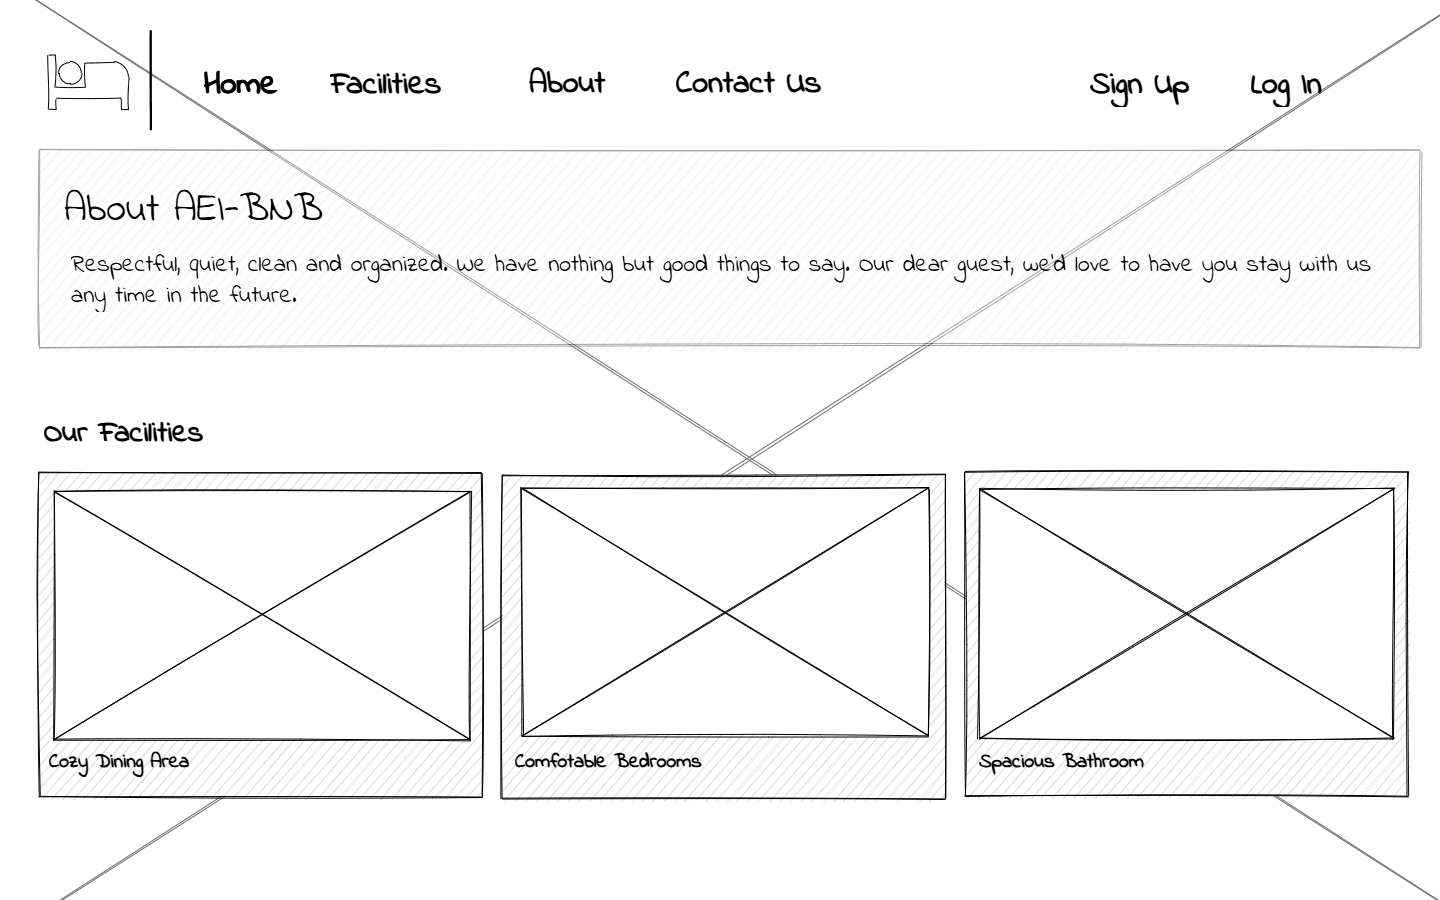 Home Facilities About Contact Us Sign Up Log In
About AEI-BNB
Respectful, quiet, clean and organized. We have nothing but good things to say. Our dear guest, we'd love to have you stay with us
any time in the future.
Our Facilities
Cozy Dining Area
Comfotable Bedrooms
Spacious Bathroom